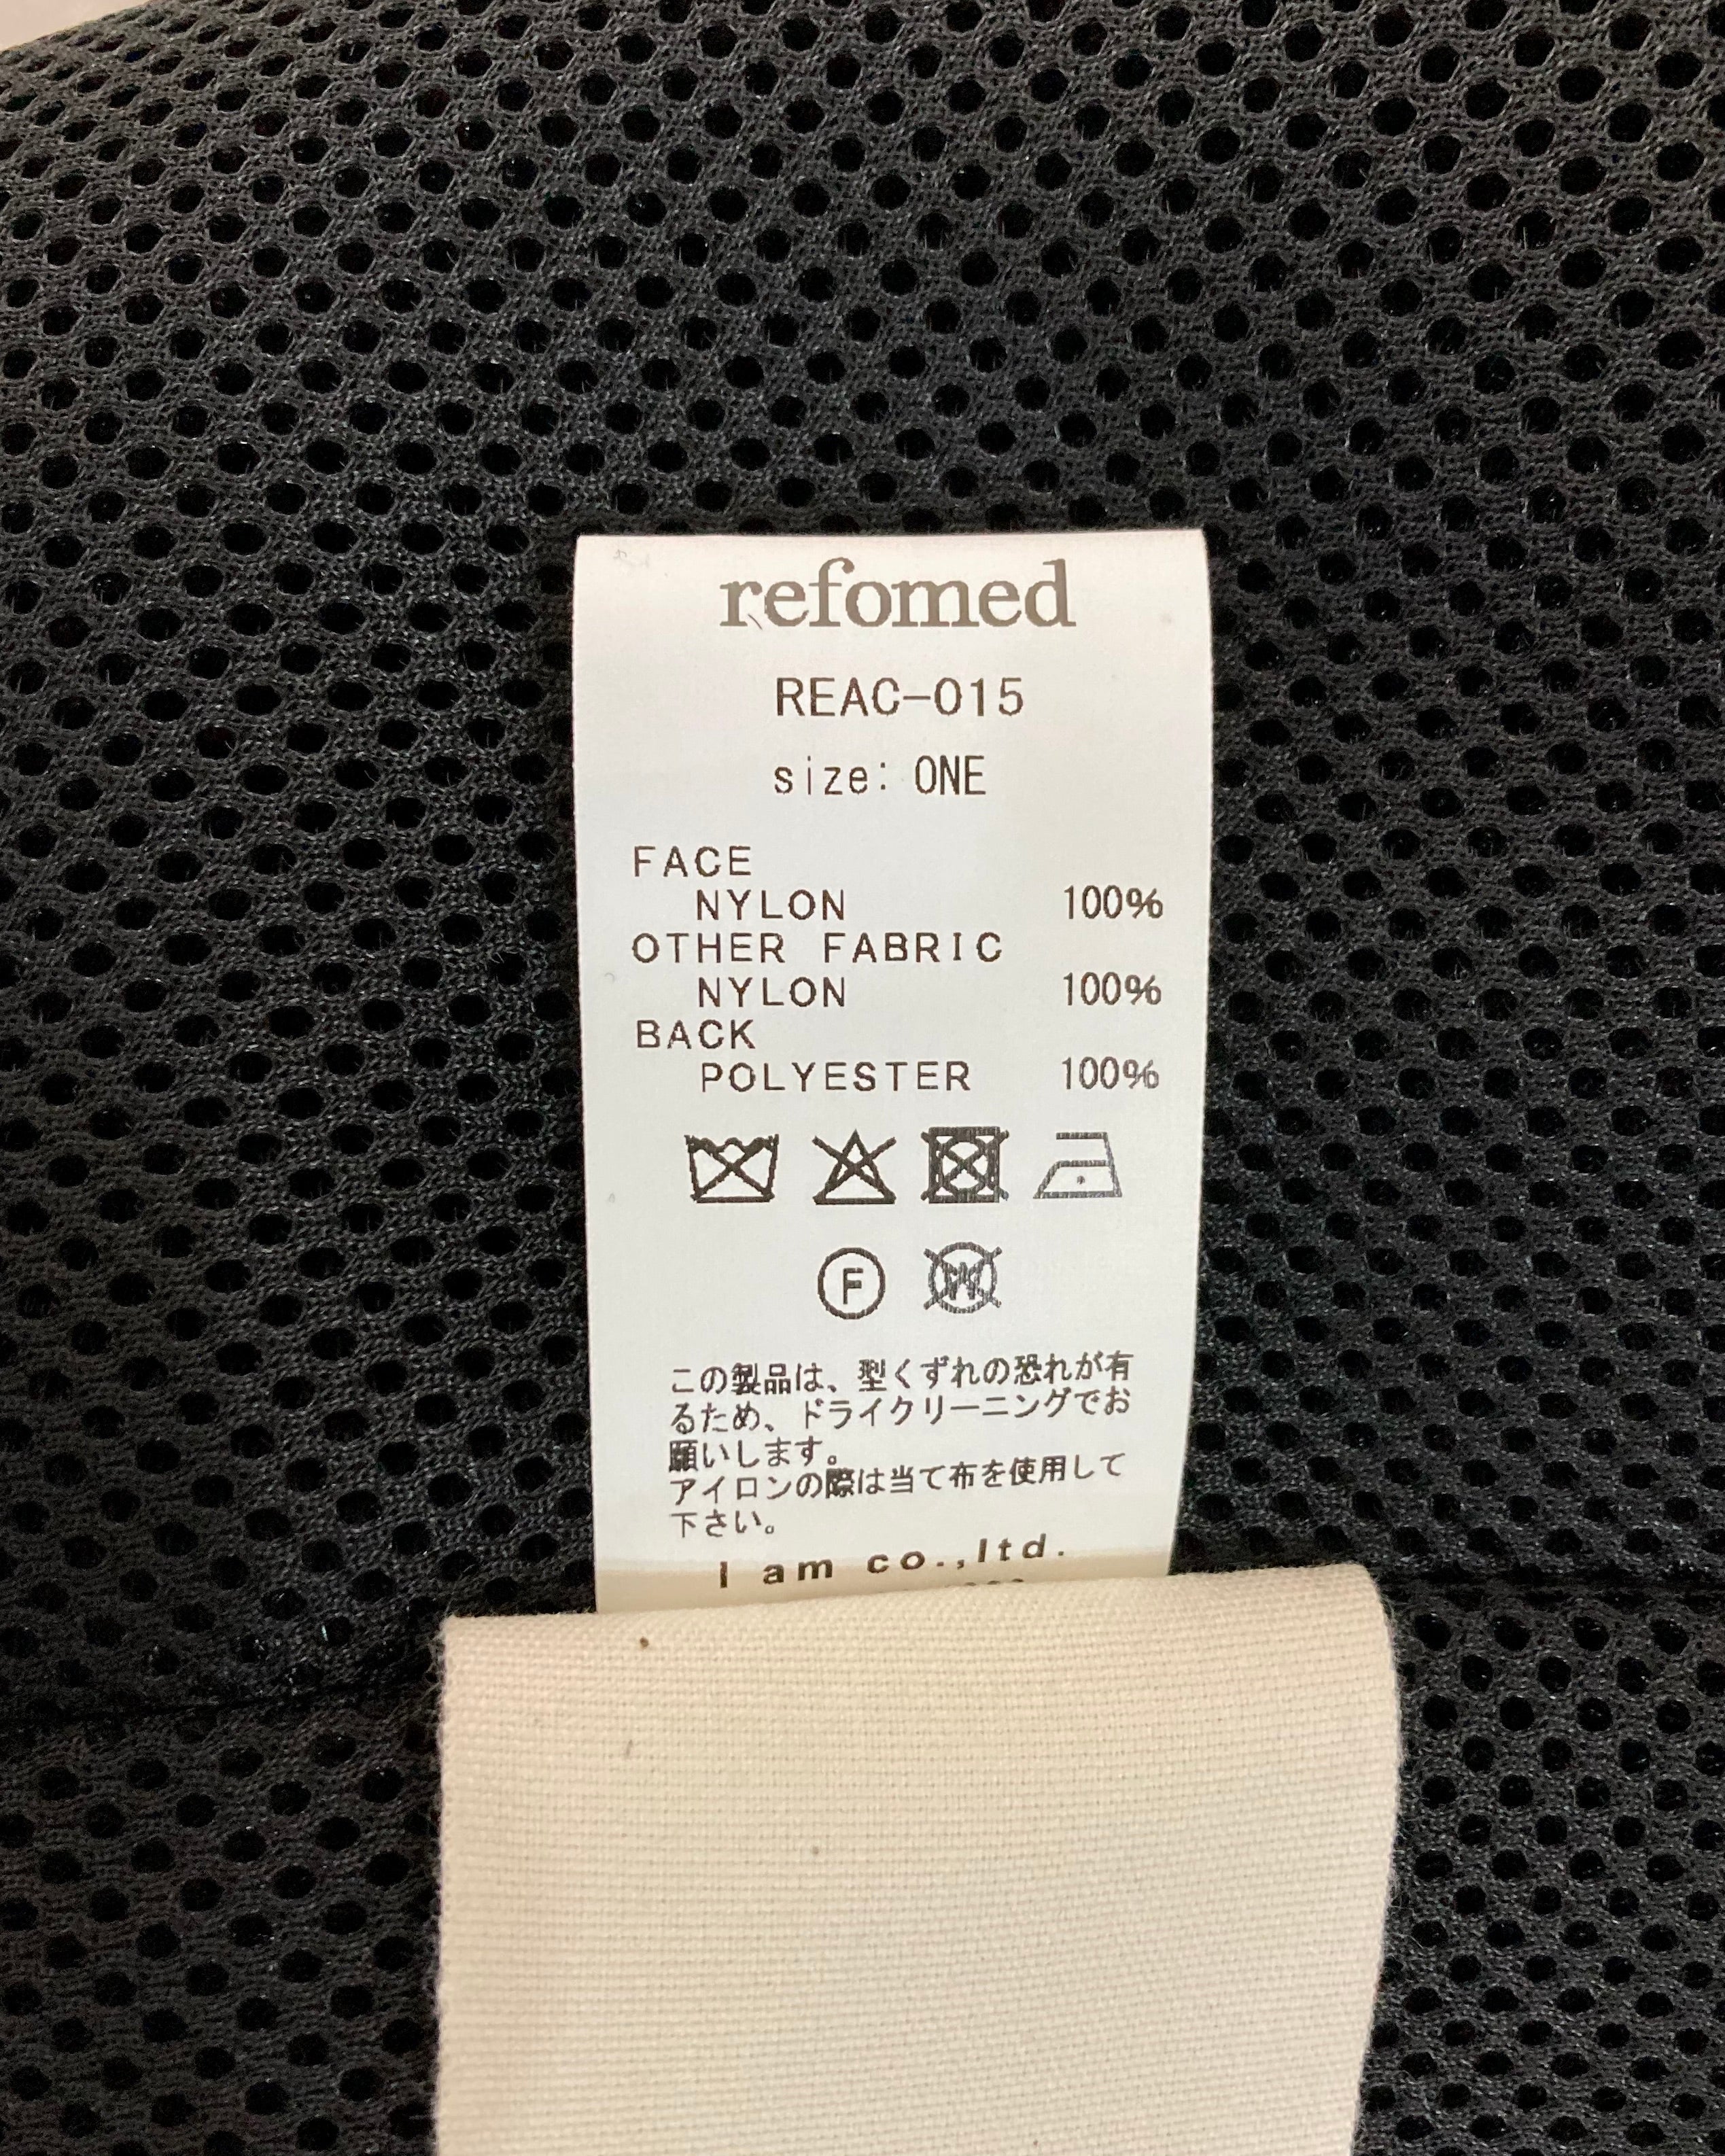 refomed
REAC-015
size: ONE
FACE
NYLON 100%
OTHER FABRIC
NYLON 100%
BACK
POLYESTER 100%
F W
この製品は、型くずれの恐れが有
るため、ドライクリーニングでお
願いします。
アイロンの際は当て布を使用して
下さい。
I am co.,ltd.